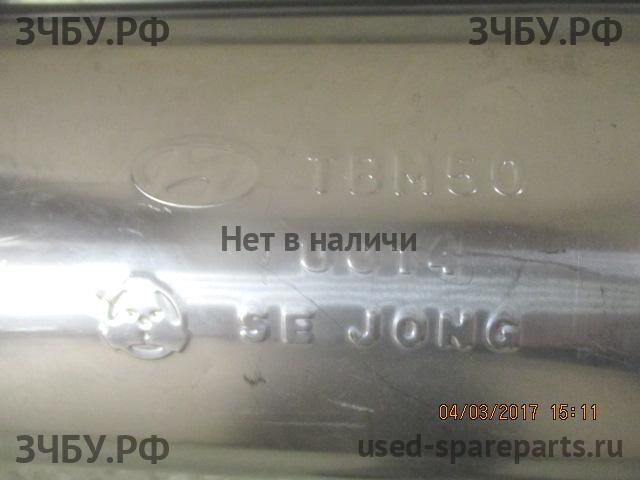 ЗЧБУ.РФ ЗЧБУ.РФ
TBM50
Нет в наличи
SE JONG
04/03/2017 15:11
ЗЧБУ.РФ used-spareparts.ru